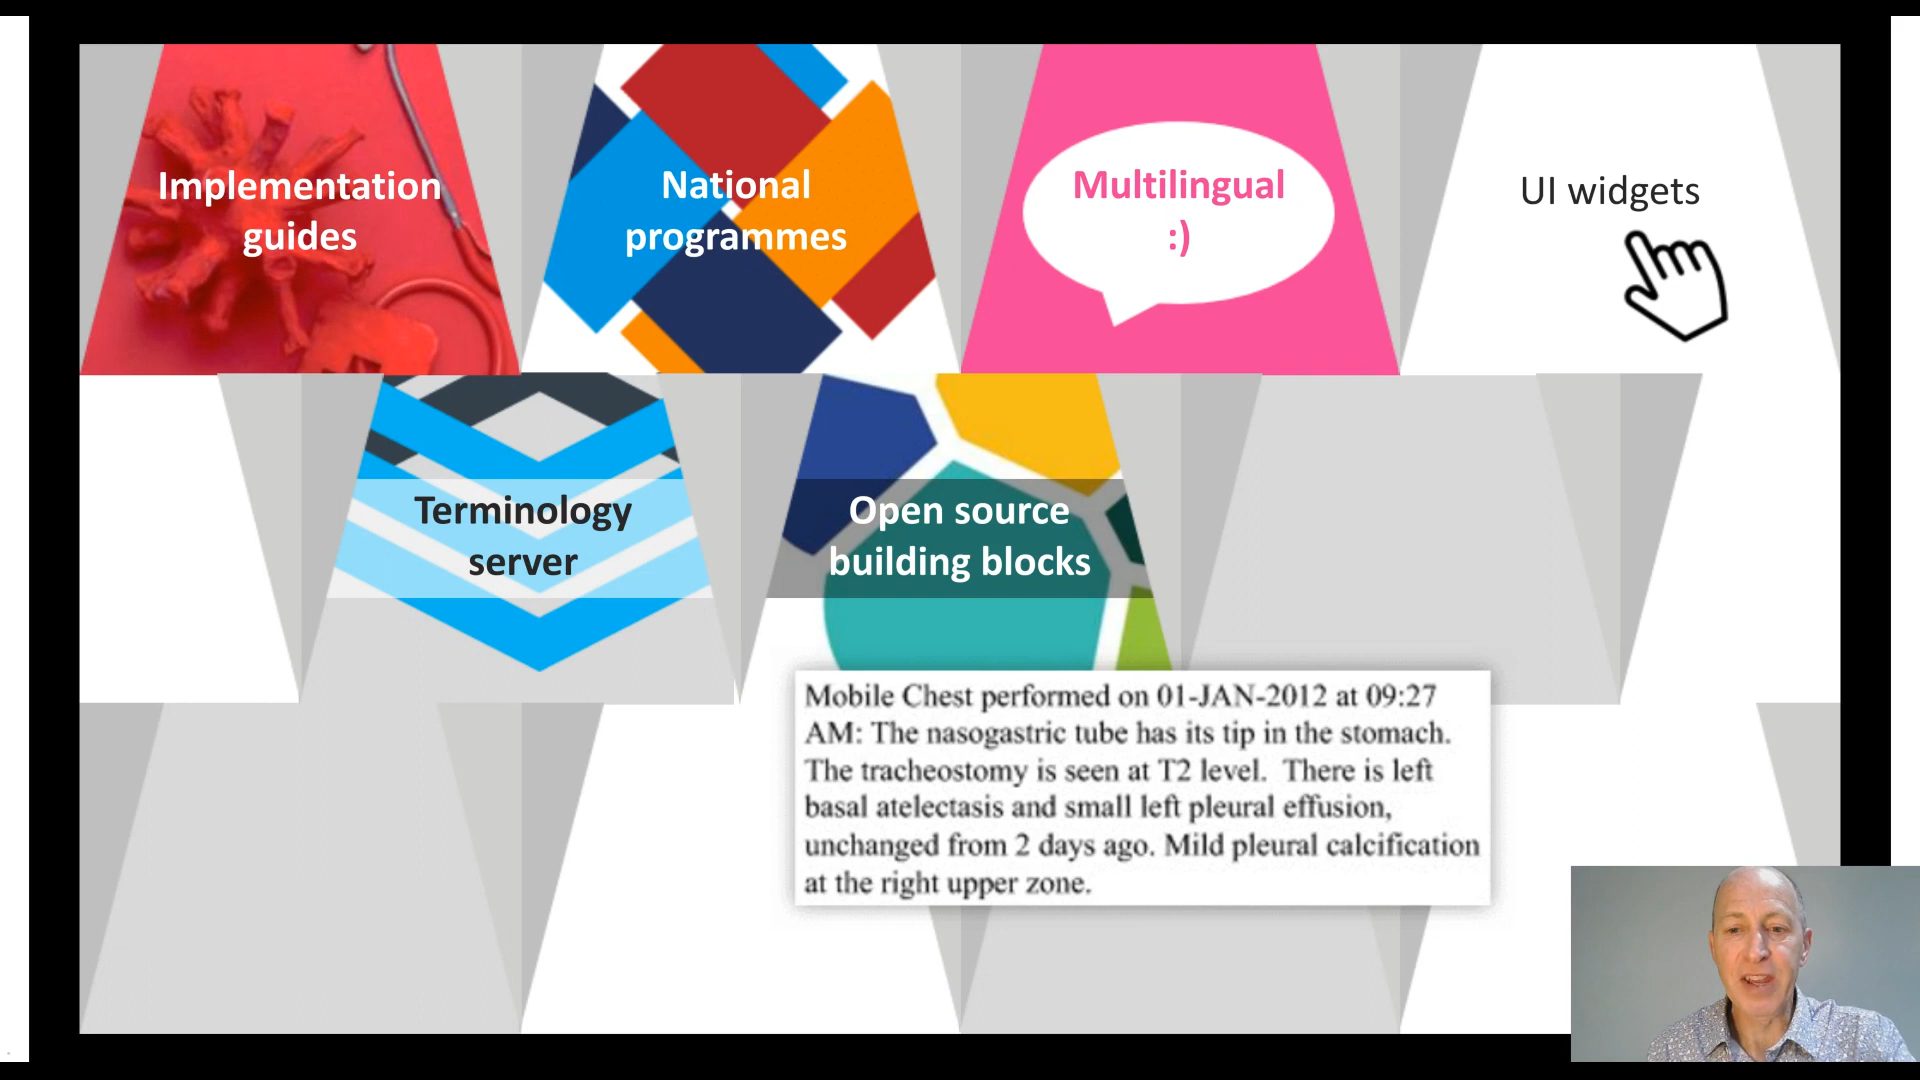 Implementation
guides
National
programmes
Multilingual
:)
UI widgets
Terminology
server
Open source
building blocks
Mobile Chest performed on 01-JAN-2012 at 09:27
AM: The nasogastric tube has its tip in the stomach.
The tracheostomy is seen at T2 level.  There is left
basal atelectasis and small left pleural effusion,
unchanged from 2 days ago. Mild pleural calcification
at the right upper zone.